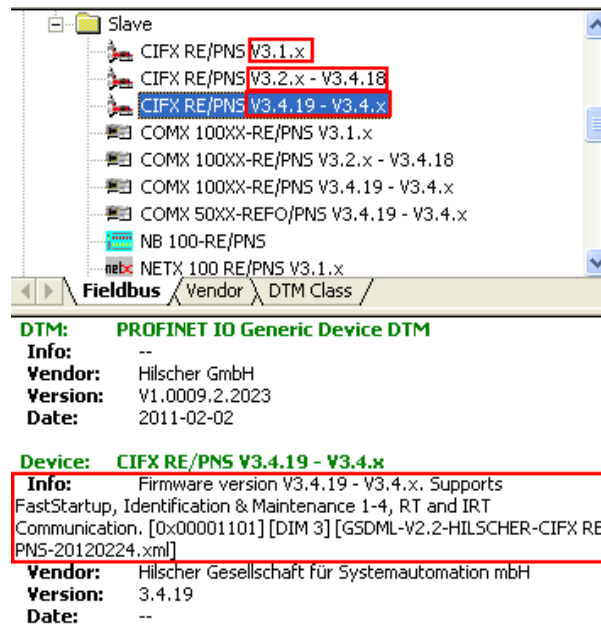 Slave
CIFX RE/PNS V3.1.x
CIFX RE/PNS V3.2.x - V3.4.18
CIFX RE/PNS V3.4.19 - V3.4.x
COMX 100XX-RE/PNS V3.1.x
COMX 100XX-RE/PNS V3.2.x - V3.4.18
COMX 100XX-RE/PNS V3.4.19 - V3.4.x
COMX 50XX-REFO/PNS V3.4.19 - V3.4.x
NB 100-RE/PNS
netX NETX 100 RE/PNS V3.1.x
Fieldbus Vendor DTM Class
DTM: PROFINET IO Generic Device DTM
Info: --
Vendor: Hilscher GmbH
Version: V1.0009.2.2023
Date: 2011-02-02
Device: CIFX RE/PNS V3.4.19 - V3.4.x
Info: Firmware version V3.4.19 - V3.4.x. Supports
FastStartup, Identification & Maintenance 1-4, RT and IRT
Communication. [0x00001101] [DIM 3] [GSDML-V2.2-HILSCHER-CIFX RE
PNS-20120224.xml]
Vendor: Hilscher Gesellschaft für Systemautomation mbH
Version: 3.4.19
Date: --